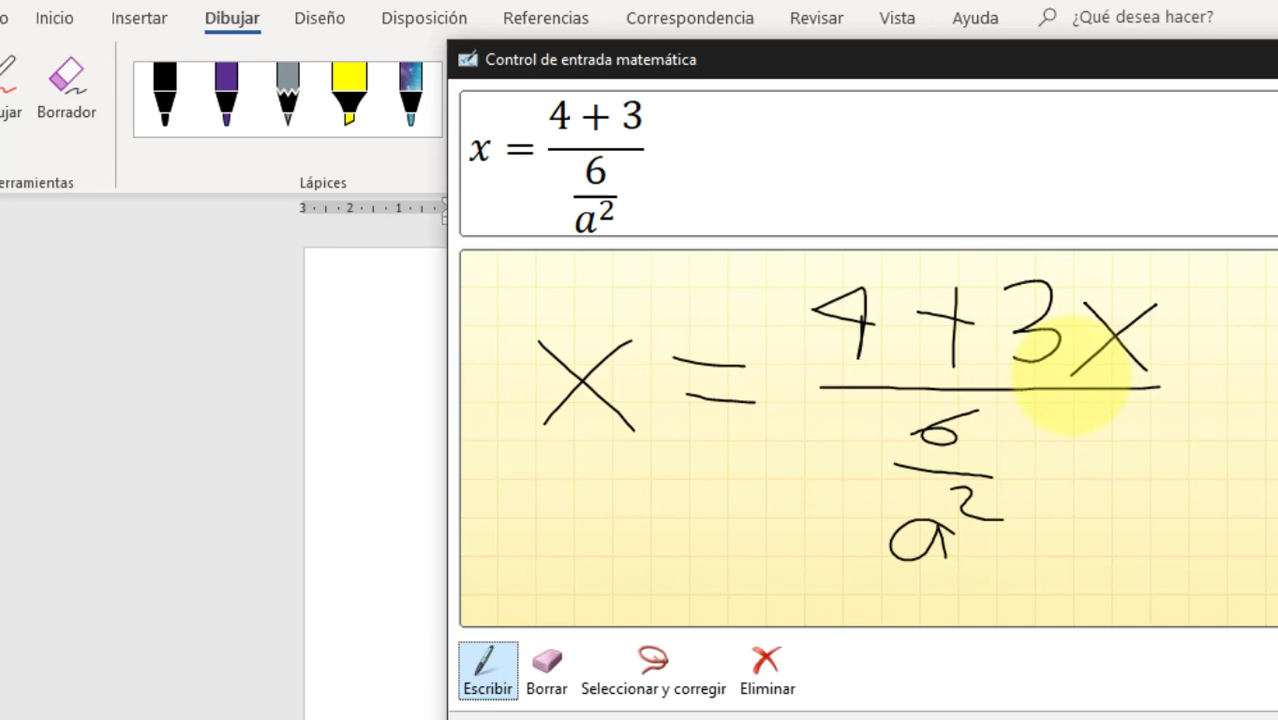 o Inicio Insertar Dibujar Diseño Disposición Referencias Correspondencia Revisar Vista Ayuda ¿Qué desea hacer?
Control de entrada matemática
ujar Borrador
erramientas
Lápices
3 2 1
x = (4 + 3)/(6/a²)
x = (4 + 3x)/(6/a²)
Escribir Borrar Seleccionar y corregir Eliminar